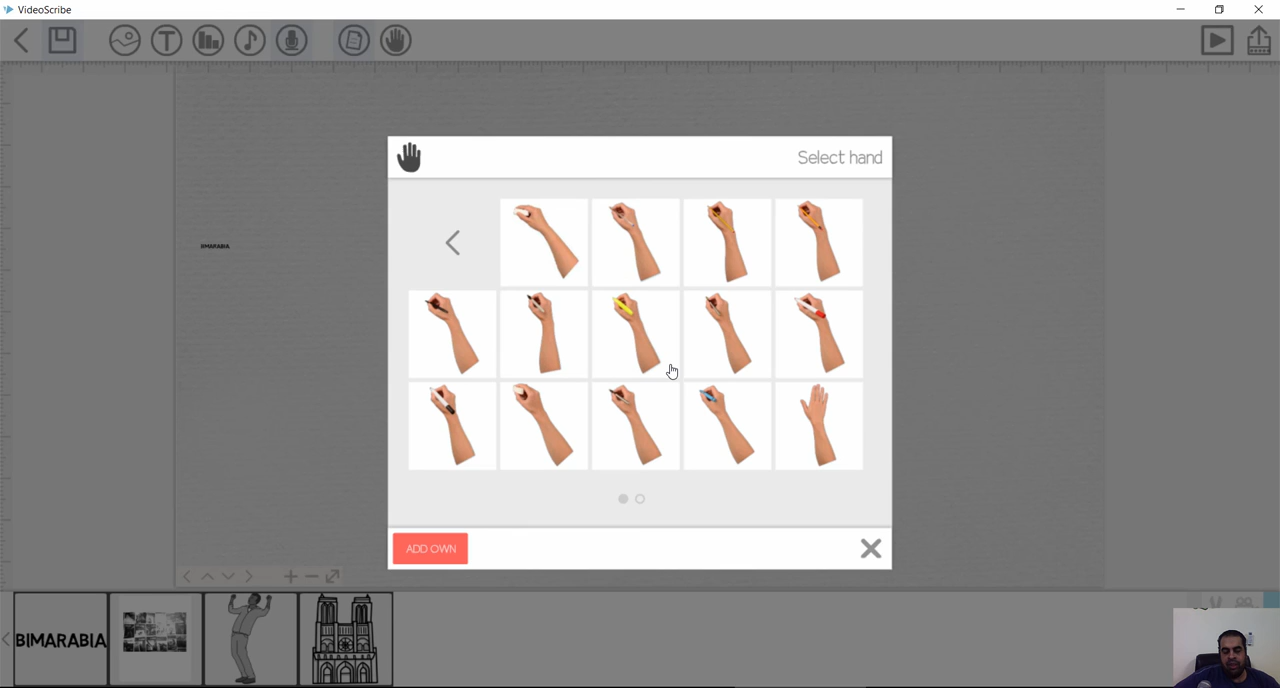 VideoScribe
T
Select hand
BIMARABIA
ADD OWN
BIMARABIA